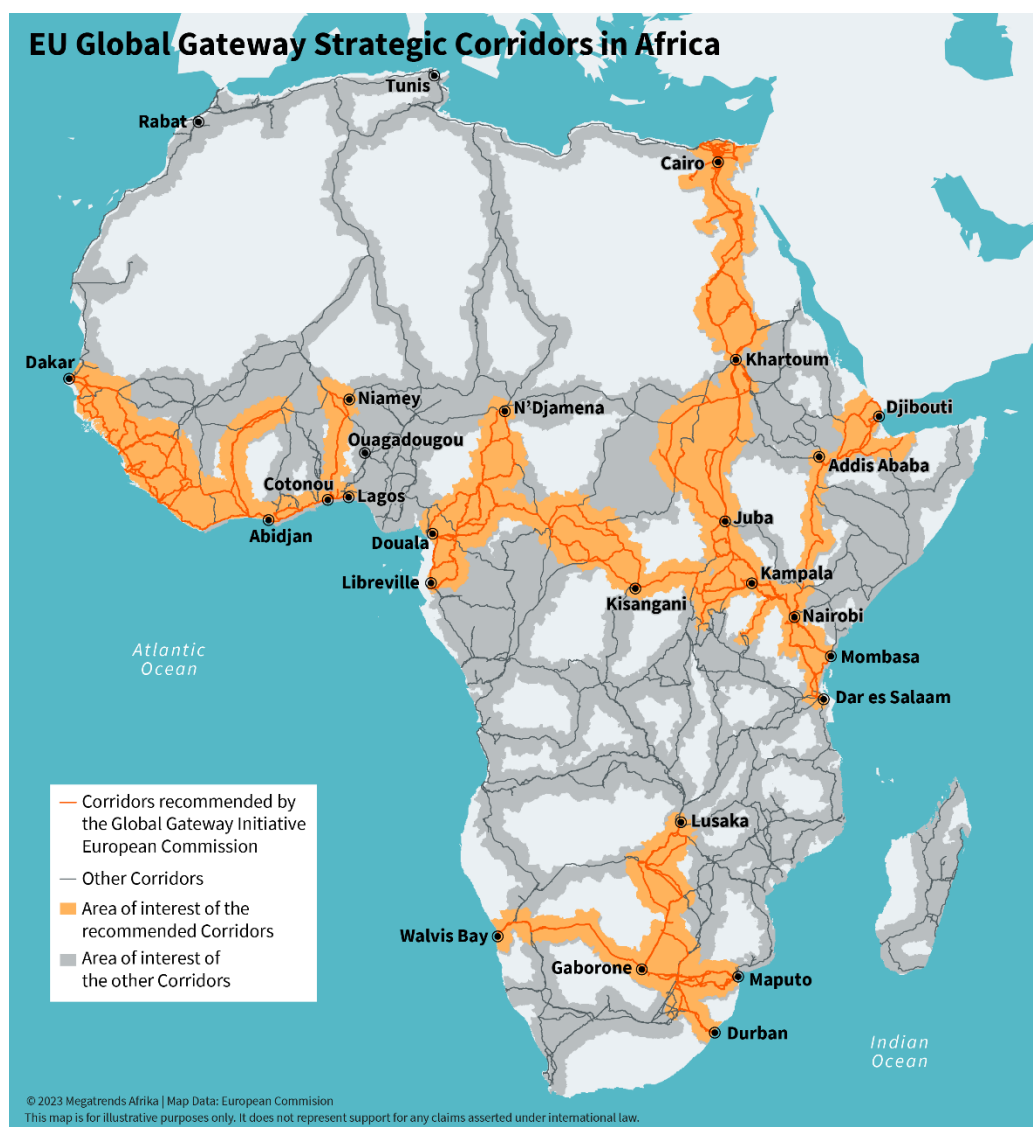 EU Global Gateway Strategic Corridors in Africa
Tunis
Rabat
Cairo
Dakar
Khartoum
Niamey
N'Djamena
Djibouti
Ouagadougou
Addis Ababa
Cotonou
Lagos
Abidjan
Juba
Douala
Libreville
Kampala
Kisangani
Nairobi
Atlantic
Ocean
Mombasa
Dar es Salaam
Corridors recommended by
the Global Gateway Initiative
European Commission
Other Corridors
Area of interest of the
recommended Corridors
Area of interest of
the other Corridors
Lusaka
Walvis Bay
Gaborone
Maputo
Durban
Indian
Ocean
© 2023 Megatrends Afrika | Map Data: European Commision
This map is for illustrative purposes only. It does not represent support for any claims asserted under international law.